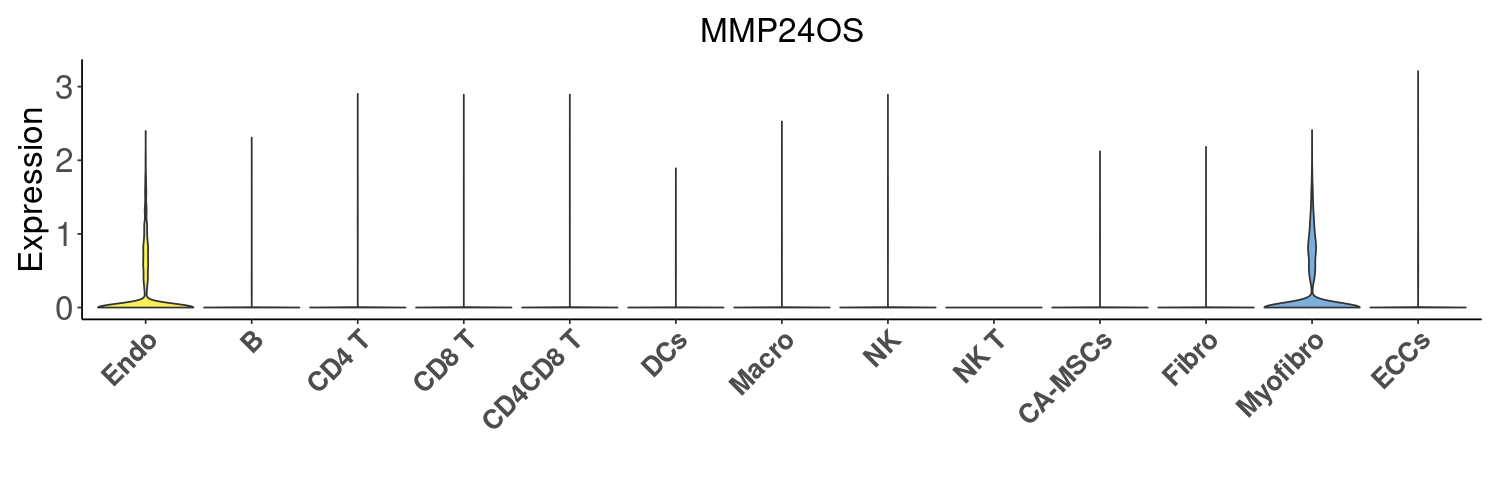 MMP24OS
Expression
3
2
1
0
Endo
B
CD4 T
CD8 T
CD4CD8 T
DCs
Macro
NK
NK T
CA-MSCs
Fibro
Myofibro
ECCs